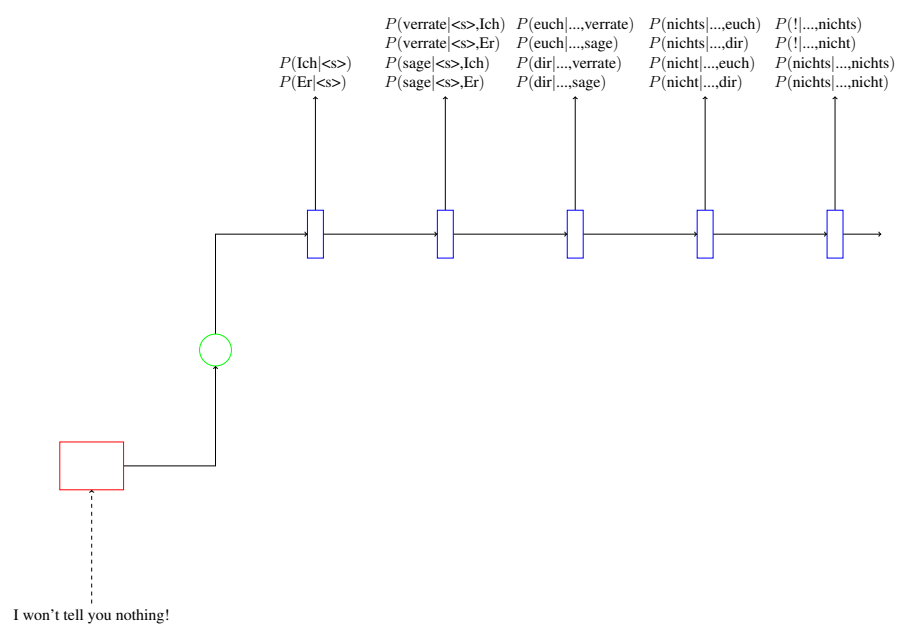 P(Ich|<s>)
P(Er|<s>)
P(verrate|<s>,Ich)
P(verrate|<s>,Er)
P(sage|<s>,Ich)
P(sage|<s>,Er)
P(euch|...,verrate)
P(euch|...,sage)
P(dir|...,verrate)
P(dir|...,sage)
P(nichts|...,euch)
P(nichts|...,dir)
P(nicht|...,euch)
P(nicht|...,dir)
P(!|...,nichts)
P(!|...,nicht)
P(nichts|...,nichts)
P(nichts|...,nicht)
I won't tell you nothing!